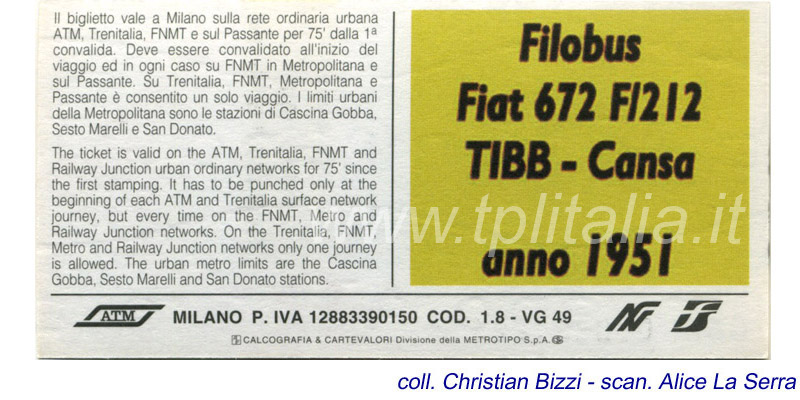 Il biglietto vale a Milano sulla rete ordinaria urbana
ATM, Trenitalia, FNMT e sul Passante per 75' dalla 1ª
convalida. Deve essere convalidato all'inizio del
viaggio ed in ogni caso su FNMT in Metropolitana e
sul Passante. Su Trenitalia, FNMT, Metropolitana e
Passante è consentito un solo viaggio. I limiti urbani
della Metropolitana sono le stazioni di Cascina Gobba,
Sesto Marelli e San Donato.
The ticket is valid on the ATM, Trenitalia, FNMT and
Railway Junction urban ordinary networks for 75' since
the first stamping. It has to be punched only at the
beginning of each ATM and Trenitalia surface network
journey, but every time on the FNMT, Metro and
Railway Junction networks. On the Trenitalia, FNMT,
Metro and Railway Junction networks only one journey
is allowed. The urban metro limits are the Cascina
Gobba, Sesto Marelli and San Donato stations.
Filobus
Fiat 672 F/212
TIBB - Cansa
anno 1951
www.tplitalia.it
ATM MILANO P. IVA 12883390150 COD. 1.8 - VG 49
CALCOGRAFIA & CARTEVALORI Divisione della METROTIPO S.p.A.
coll. Christian Bizzi - scan. Alice La Serra